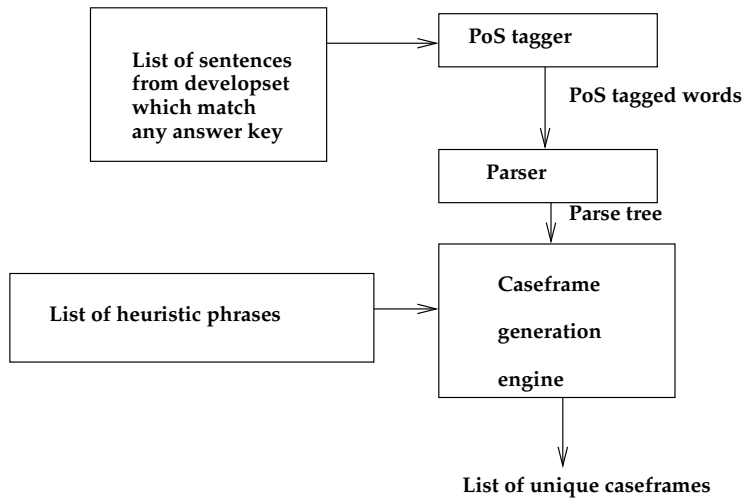 List of sentences
from developset
which match
any answer key
PoS tagger
PoS tagged words
Parser
Parse tree
List of heuristic phrases
Caseframe
generation
engine
List of unique caseframes